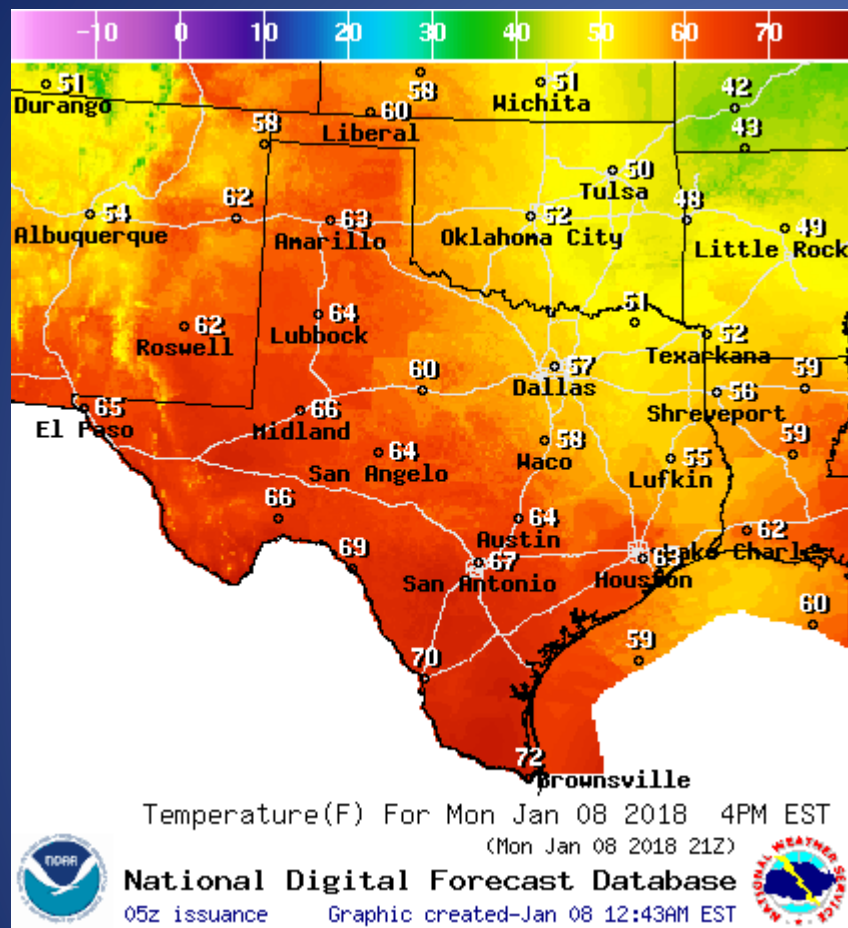 -10 0 10 20 30 40 50 60 70
51 58 51 42
Durango Wichita
60
Liberal
58 43
50
Tulsa
62 48
54 63 52 49
Albuquerque Amarillo Oklahoma City Little Rock
64 51
62 Lubbock 52
Roswell Texarkana
60 57 59
Dallas 56
65 66 Shreveport
El Paso Midland
58 59
64 Waco 55
San Angelo Lufkin
66 64 62
Austin
69 67 63 Lake Charles
San Antonio Houston
60
70 59
72
Brownsville
Temperature(F) For Mon Jan 08 2018 4PM EST
(Mon Jan 08 2018 21Z)
National Digital Forecast Database
05z issuance Graphic created-Jan 08 12:43AM EST
NOAA
NATIONAL WEATHER SERVICE